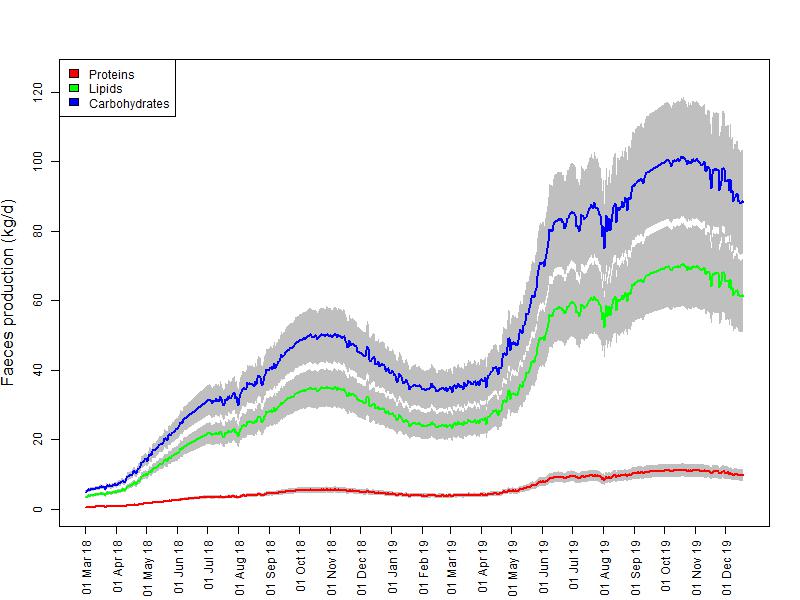 Proteins
Lipids
Carbohydrates
Faeces production (kg/d)
120
100
80
60
40
20
0
01 Mar 18
01 Apr 18
01 May 18
01 Jun 18
01 Jul 18
01 Aug 18
01 Sep 18
01 Oct 18
01 Nov 18
01 Dec 18
01 Jan 19
01 Feb 19
01 Mar 19
01 Apr 19
01 May 19
01 Jun 19
01 Jul 19
01 Aug 19
01 Sep 19
01 Oct 19
01 Nov 19
01 Dec 19